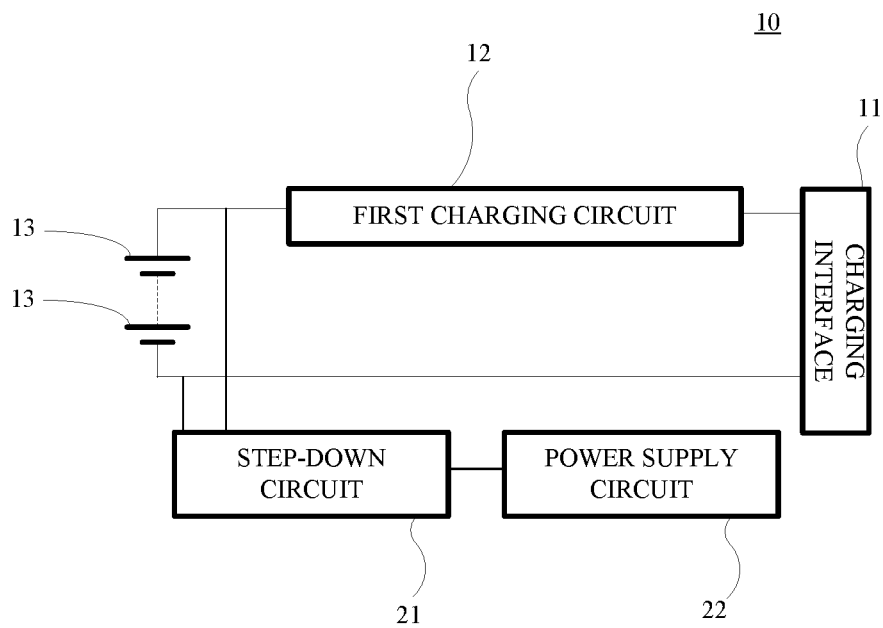 10
12
11
FIRST CHARGING CIRCUIT
13
13
CHARGING
INTERFACE
STEP-DOWN
CIRCUIT
POWER SUPPLY
CIRCUIT
21
22